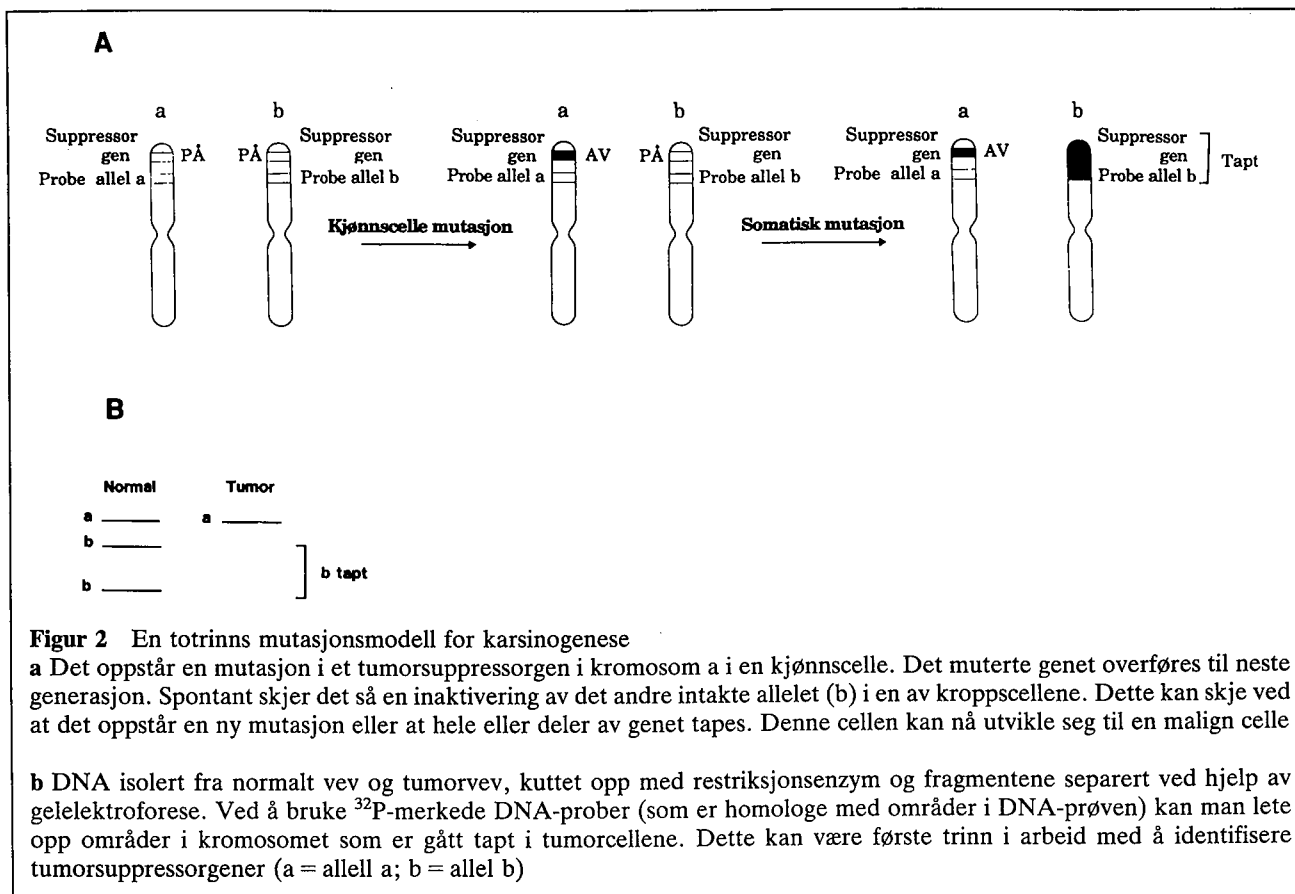 A
a
b
a
b
a
b
Suppressor
gen
Probe allel a
PÅ
PÅ
Suppressor
gen
Probe allel b
Suppressor
gen
Probe allel a
AV
PÅ
Suppressor
gen
Probe allel b
Suppressor
gen
Probe allel a
AV
Suppressor
gen
Probe allel b
Tapt
Kjønnscelle mutasjon
Somatisk mutasjon
B
Normal
Tumor
a
a
b
b
b tapt
Figur 2 En totrinns mutasjonsmodell for karsinogenese
a Det oppstår en mutasjon i et tumorsuppressorgen i kromosom a i en kjønnscelle. Det muterte genet overføres til neste
generasjon. Spontant skjer det så en inaktivering av det andre intakte allelet (b) i en av kroppscellene. Dette kan skje ved
at det oppstår en ny mutasjon eller at hele eller deler av genet tapes. Denne cellen kan nå utvikle seg til en malign celle
b DNA isolert fra normalt vev og tumorvev, kuttet opp med restriksjonsenzym og fragmentene separert ved hjelp av
gelelektroforese. Ved å bruke ³²P-merkede DNA-prober (som er homologe med områder i DNA-prøven) kan man lete
opp områder i kromosomet som er gått tapt i tumorcellene. Dette kan være første trinn i arbeid med å identifisere
tumorsuppressorgener (a = allell a; b = allel b)